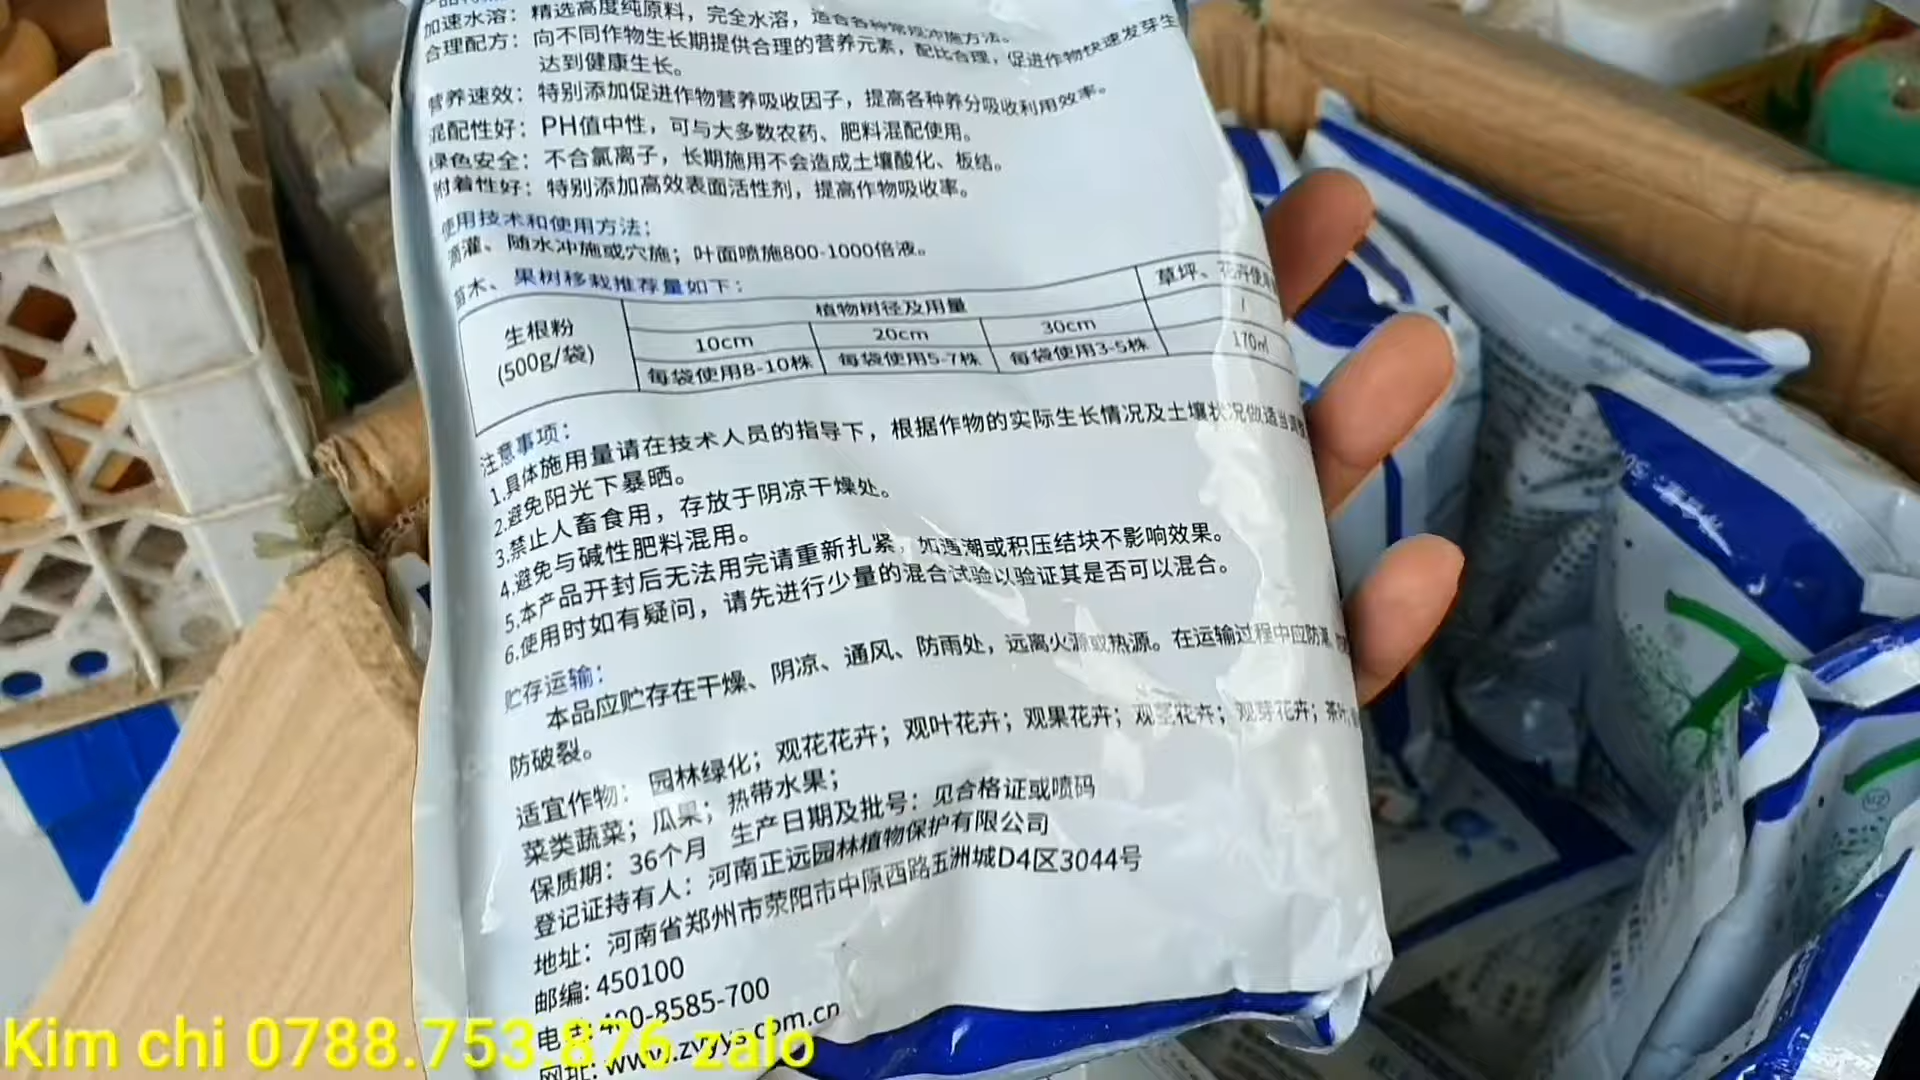 加速水溶：精选高度纯原料，完全水溶，适合各种常规冲施方法。
合理配方：向不同作物生长期提供合理的营养元素，配比合理，促进作物快速发芽生
达到健康生长。
营养速效：特别添加促进作物营养吸收因子，提高各种养分吸收利用效率。
混配性好：PH值中性，可与大多数农药、肥料混配使用。
绿色安全：不含氯离子，长期施用不会造成土壤酸化、板结。
附着性好：特别添加高效表面活性剂，提高作物吸收率。
使用技术和使用方法：
滴灌、随水冲施或穴施；叶面喷施800-1000倍液。
苗木、果树移栽推荐量如下：
生根粉
(500g/袋)
植物树径及用量
草坪、花卉使用
10cm
20cm
30cm
/
每袋使用8-10株
每袋使用5-7株
每袋使用3-5株
170㎡
注意事项：
1.具体施用量请在技术人员的指导下，根据作物的实际生长情况及土壤状况做适当调整
2.避免阳光下暴晒。
3.禁止人畜食用，存放于阴凉干燥处。
4.避免与碱性肥料混用。
5.本产品开封后无法用完请重新扎紧，如遇潮或积压结块不影响效果。
6.使用时如有疑问，请先进行少量的混合试验以验证其是否可以混合。
贮存运输：
本品应贮存在干燥、阴凉、通风、防雨处，远离火源或热源。在运输过程中应防潮
防破裂。
适宜作物：园林绿化；观花花卉；观叶花卉；观果花卉；观茎花卉；观芽花卉；茶叶
菜类蔬菜；瓜果；热带水果；
保质期：36个月 生产日期及批号：见合格证或喷码
登记证持有人：河南正远园林植物保护有限公司
地址：河南省郑州市荥阳市中原西路五洲城D4区3044号
邮编：450100
电话：400-8585-700
网址：www.zyyys.com.cn
Kim chi 0788.753.876 zalo